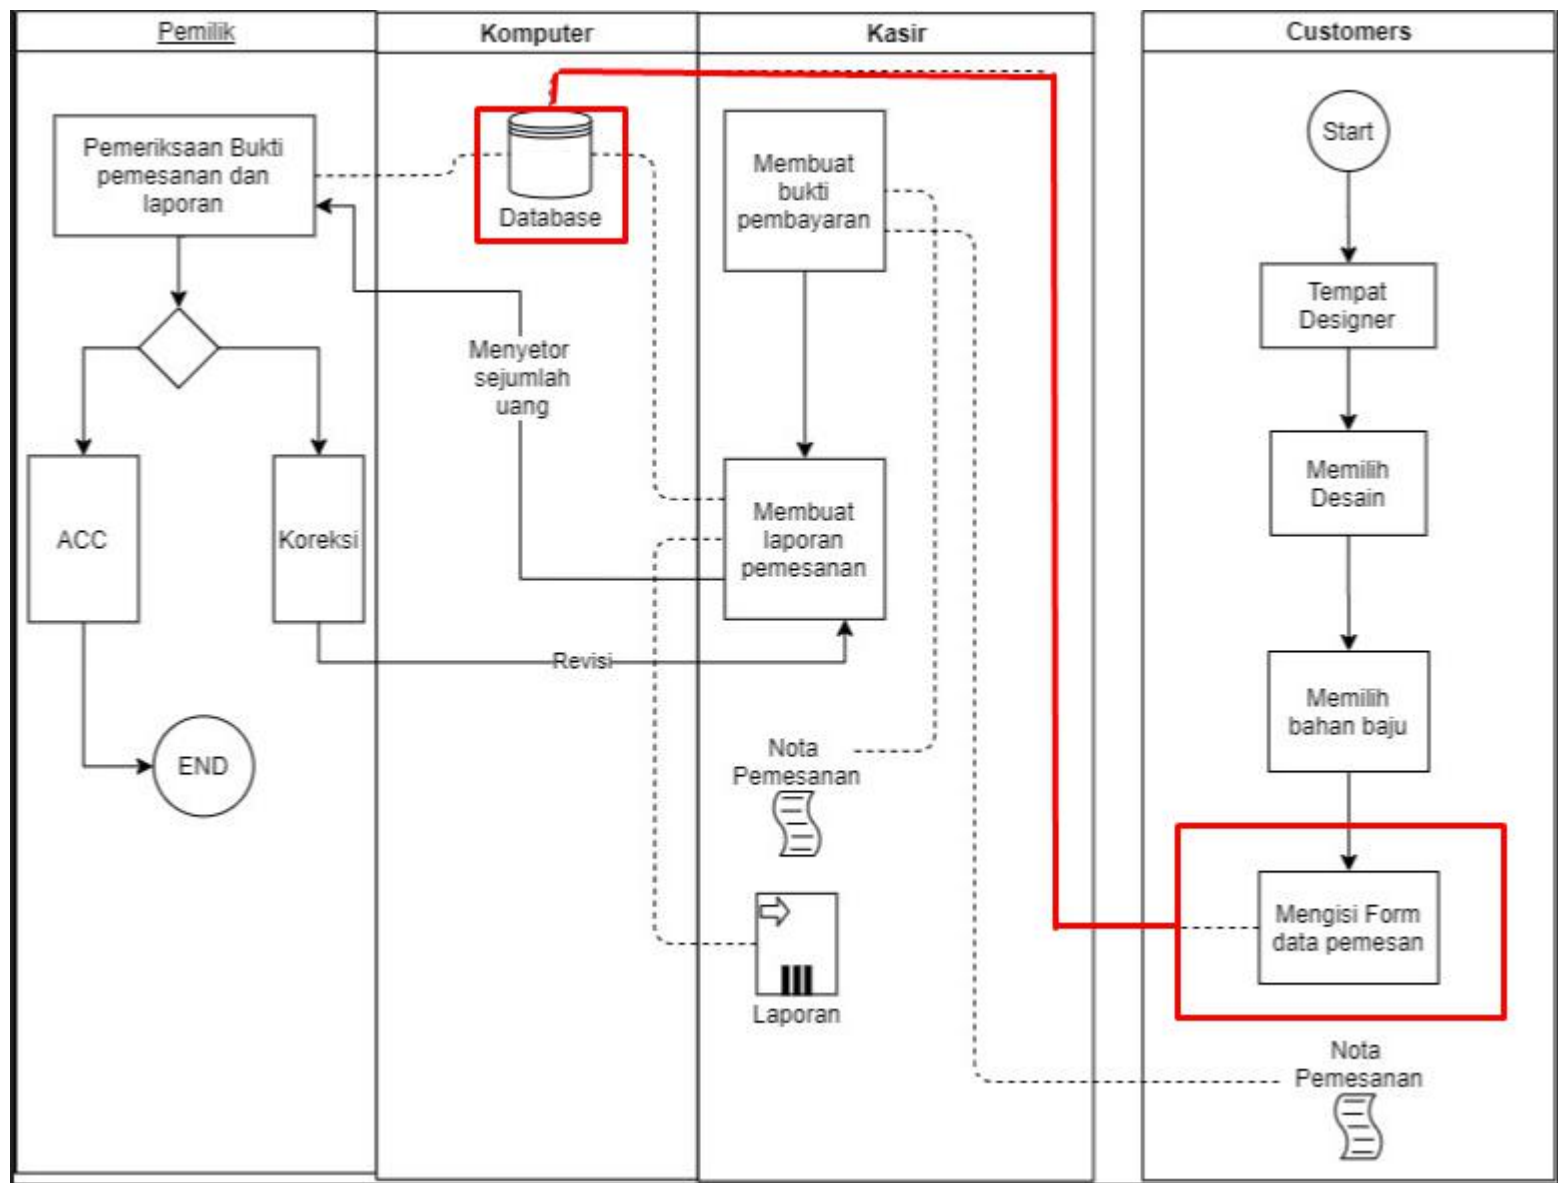 Pemilik
Komputer
Kasir
Customers
Pemeriksaan Bukti
pemesanan dan
laporan
ACC
Koreksi
END
Database
Menyetor
sejumlah
uang
Revisi
Membuat
bukti
pembayaran
Membuat
laporan
pemesanan
Nota
Pemesanan
Laporan
Start
Tempat
Designer
Memilih
Desain
Memilih
bahan baju
Mengisi Form
data pemesan
Nota
Pemesanan